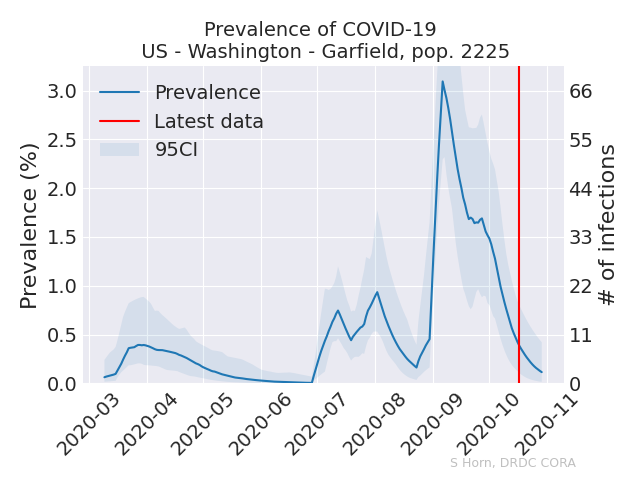 Prevalence of COVID-19
US - Washington - Garfield, pop. 2225
Prevalence
Latest data
95CI
Prevalence (%)
3.0
2.5
2.0
1.5
1.0
0.5
0.0
66
55
44
33
22
11
0
# of infections
2020-03
2020-04
2020-05
2020-06
2020-07
2020-08
2020-09
2020-10
2020-11
S Horn, DRDC CORA